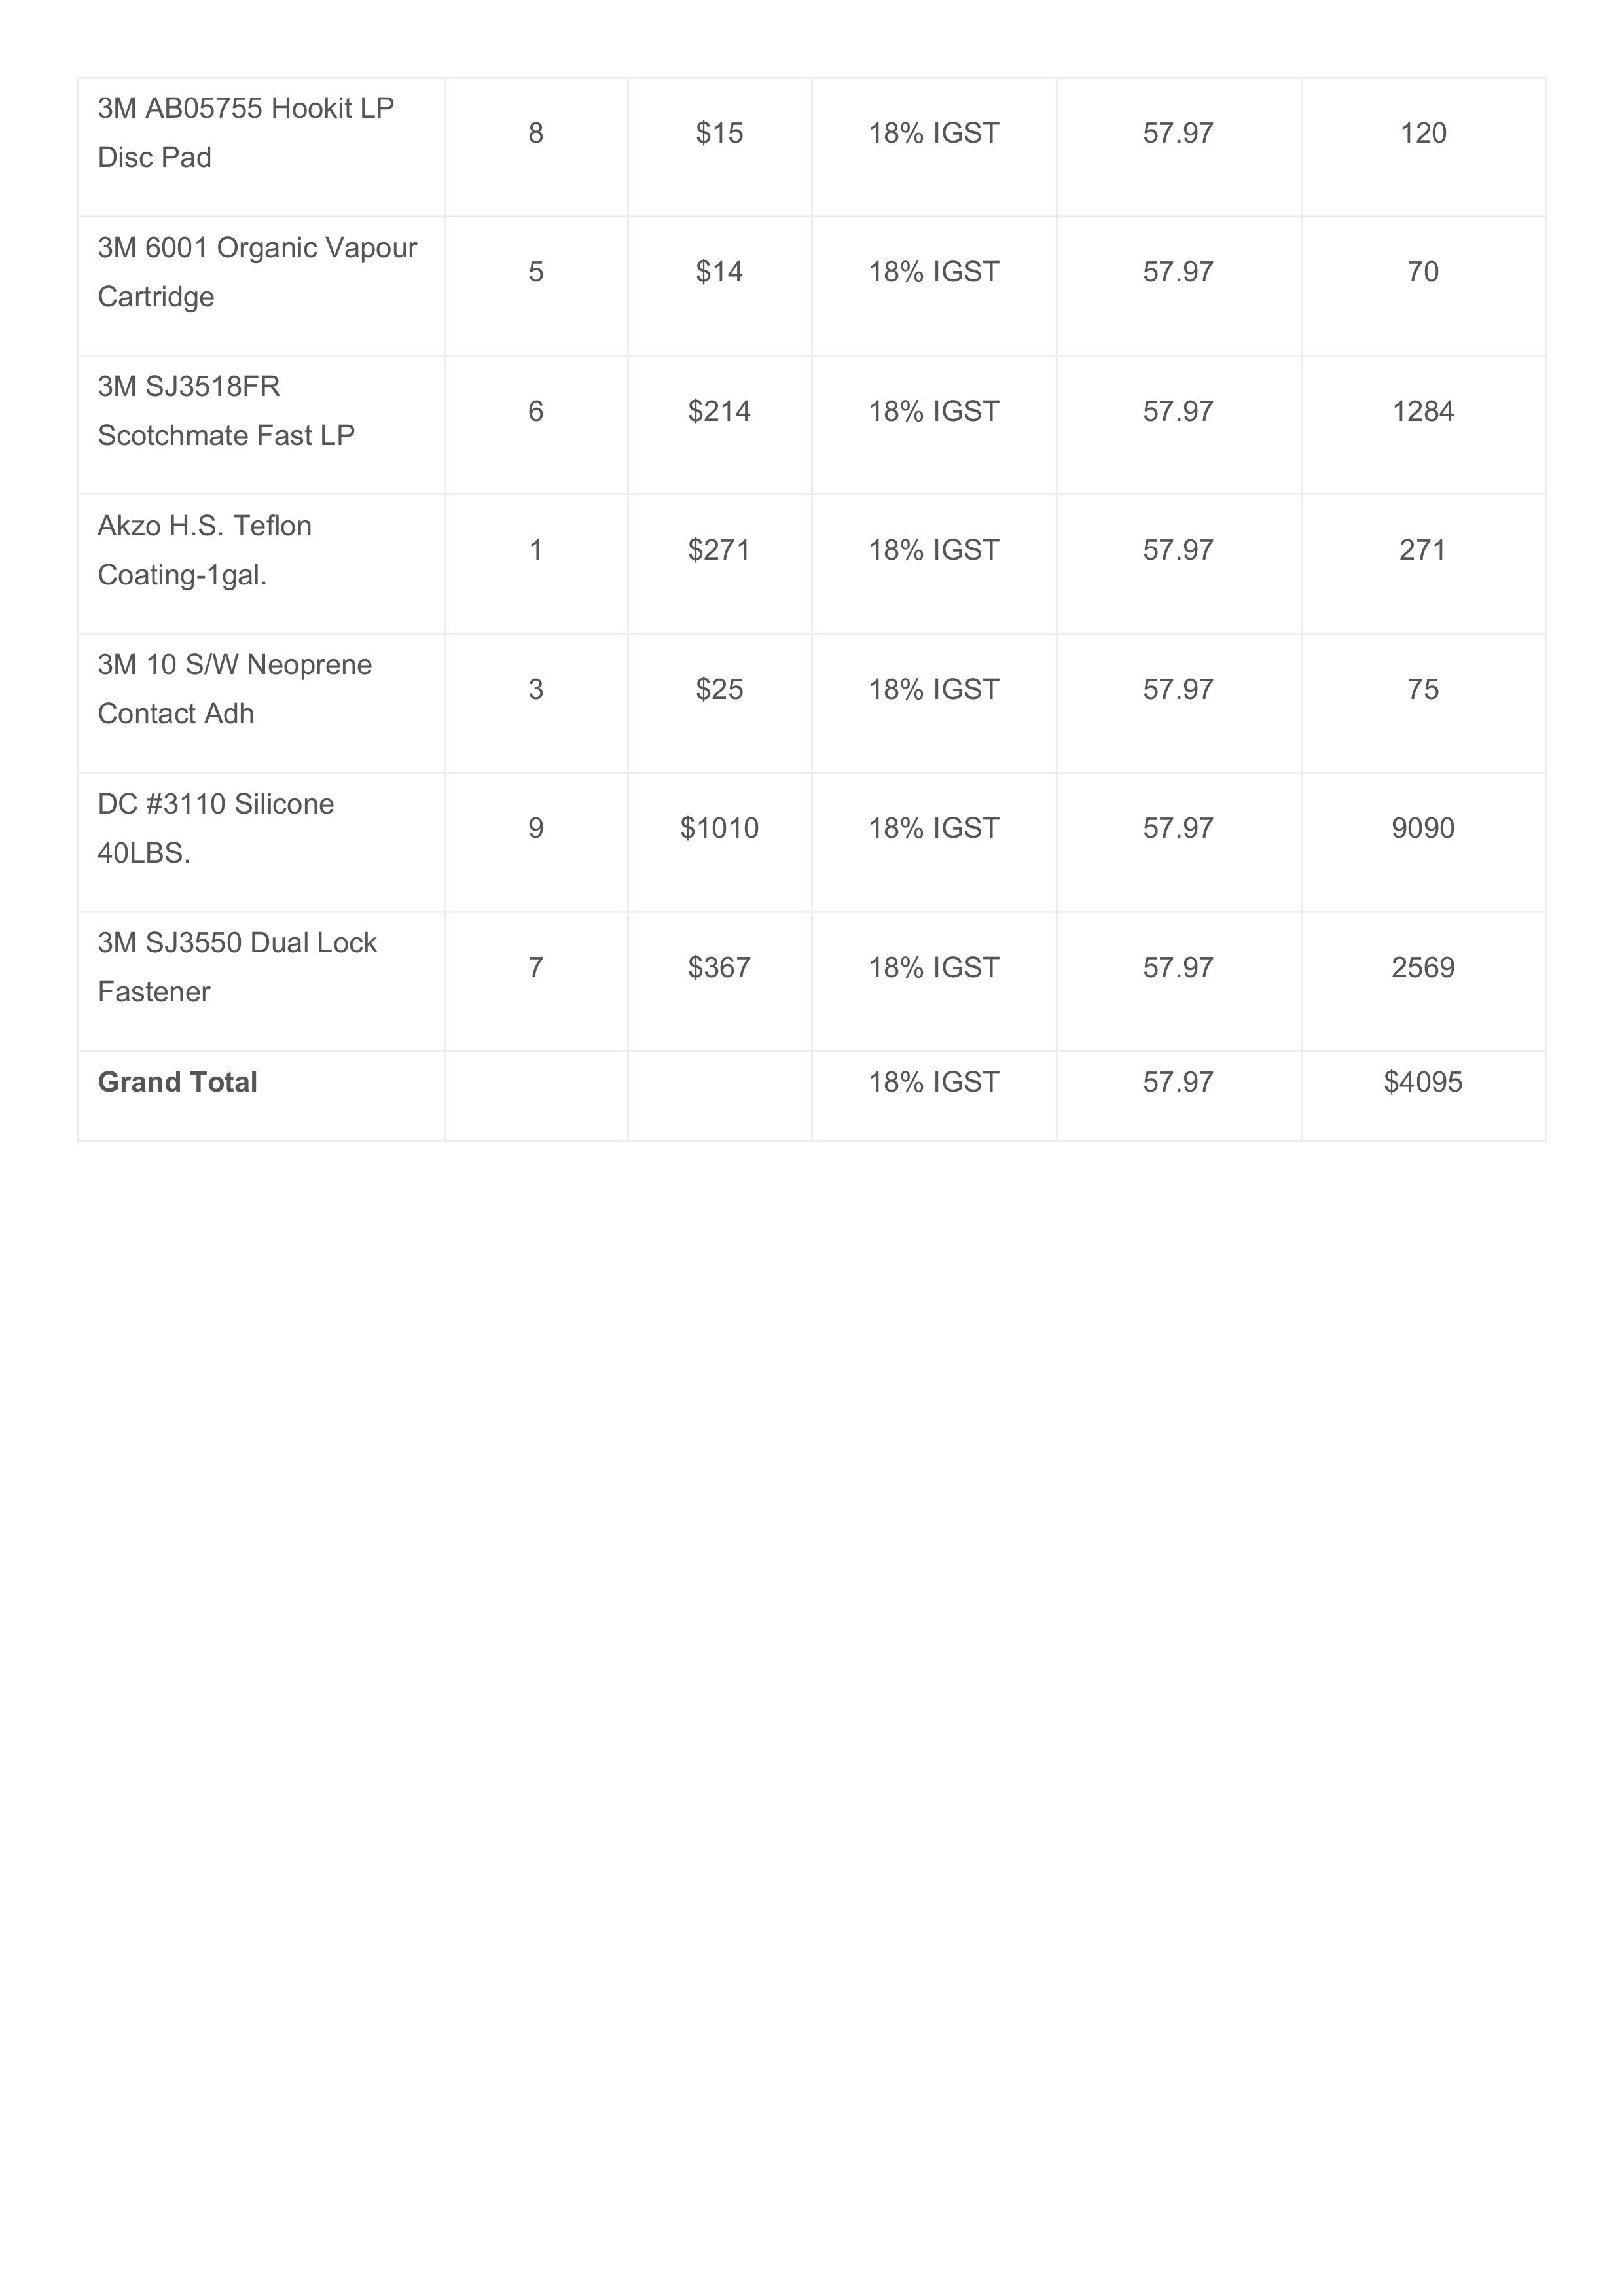 3M AB05755 Hookit LP
Disc Pad
8
$15
18% IGST
57.97
120
3M 6001 Organic Vapour
Cartridge
5
$14
18% IGST
57.97
70
3M SJ3518FR
Scotchmate Fast LP
6
$214
18% IGST
57.97
1284
Akzo H.S. Teflon
Coating-1gal.
1
$271
18% IGST
57.97
271
3M 10 S/W Neoprene
Contact Adh
3
$25
18% IGST
57.97
75
DC #3110 Silicone
40LBS.
9
$1010
18% IGST
57.97
9090
3M SJ3550 Dual Lock
Fastener
7
$367
18% IGST
57.97
2569
Grand Total
18% IGST
57.97
$4095